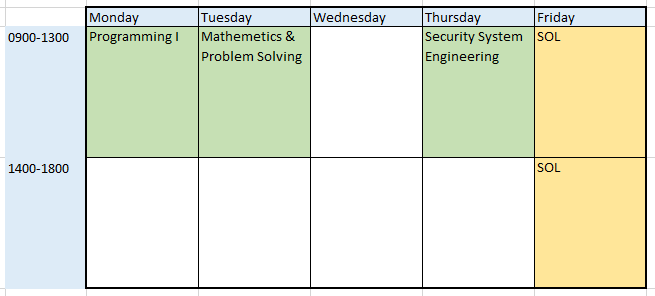 Monday Tuesday Wednesday Thursday Friday
0900-1300 Programming I Mathemetics & Security System SOL
Problem Solving Engineering
1400-1800 SOL